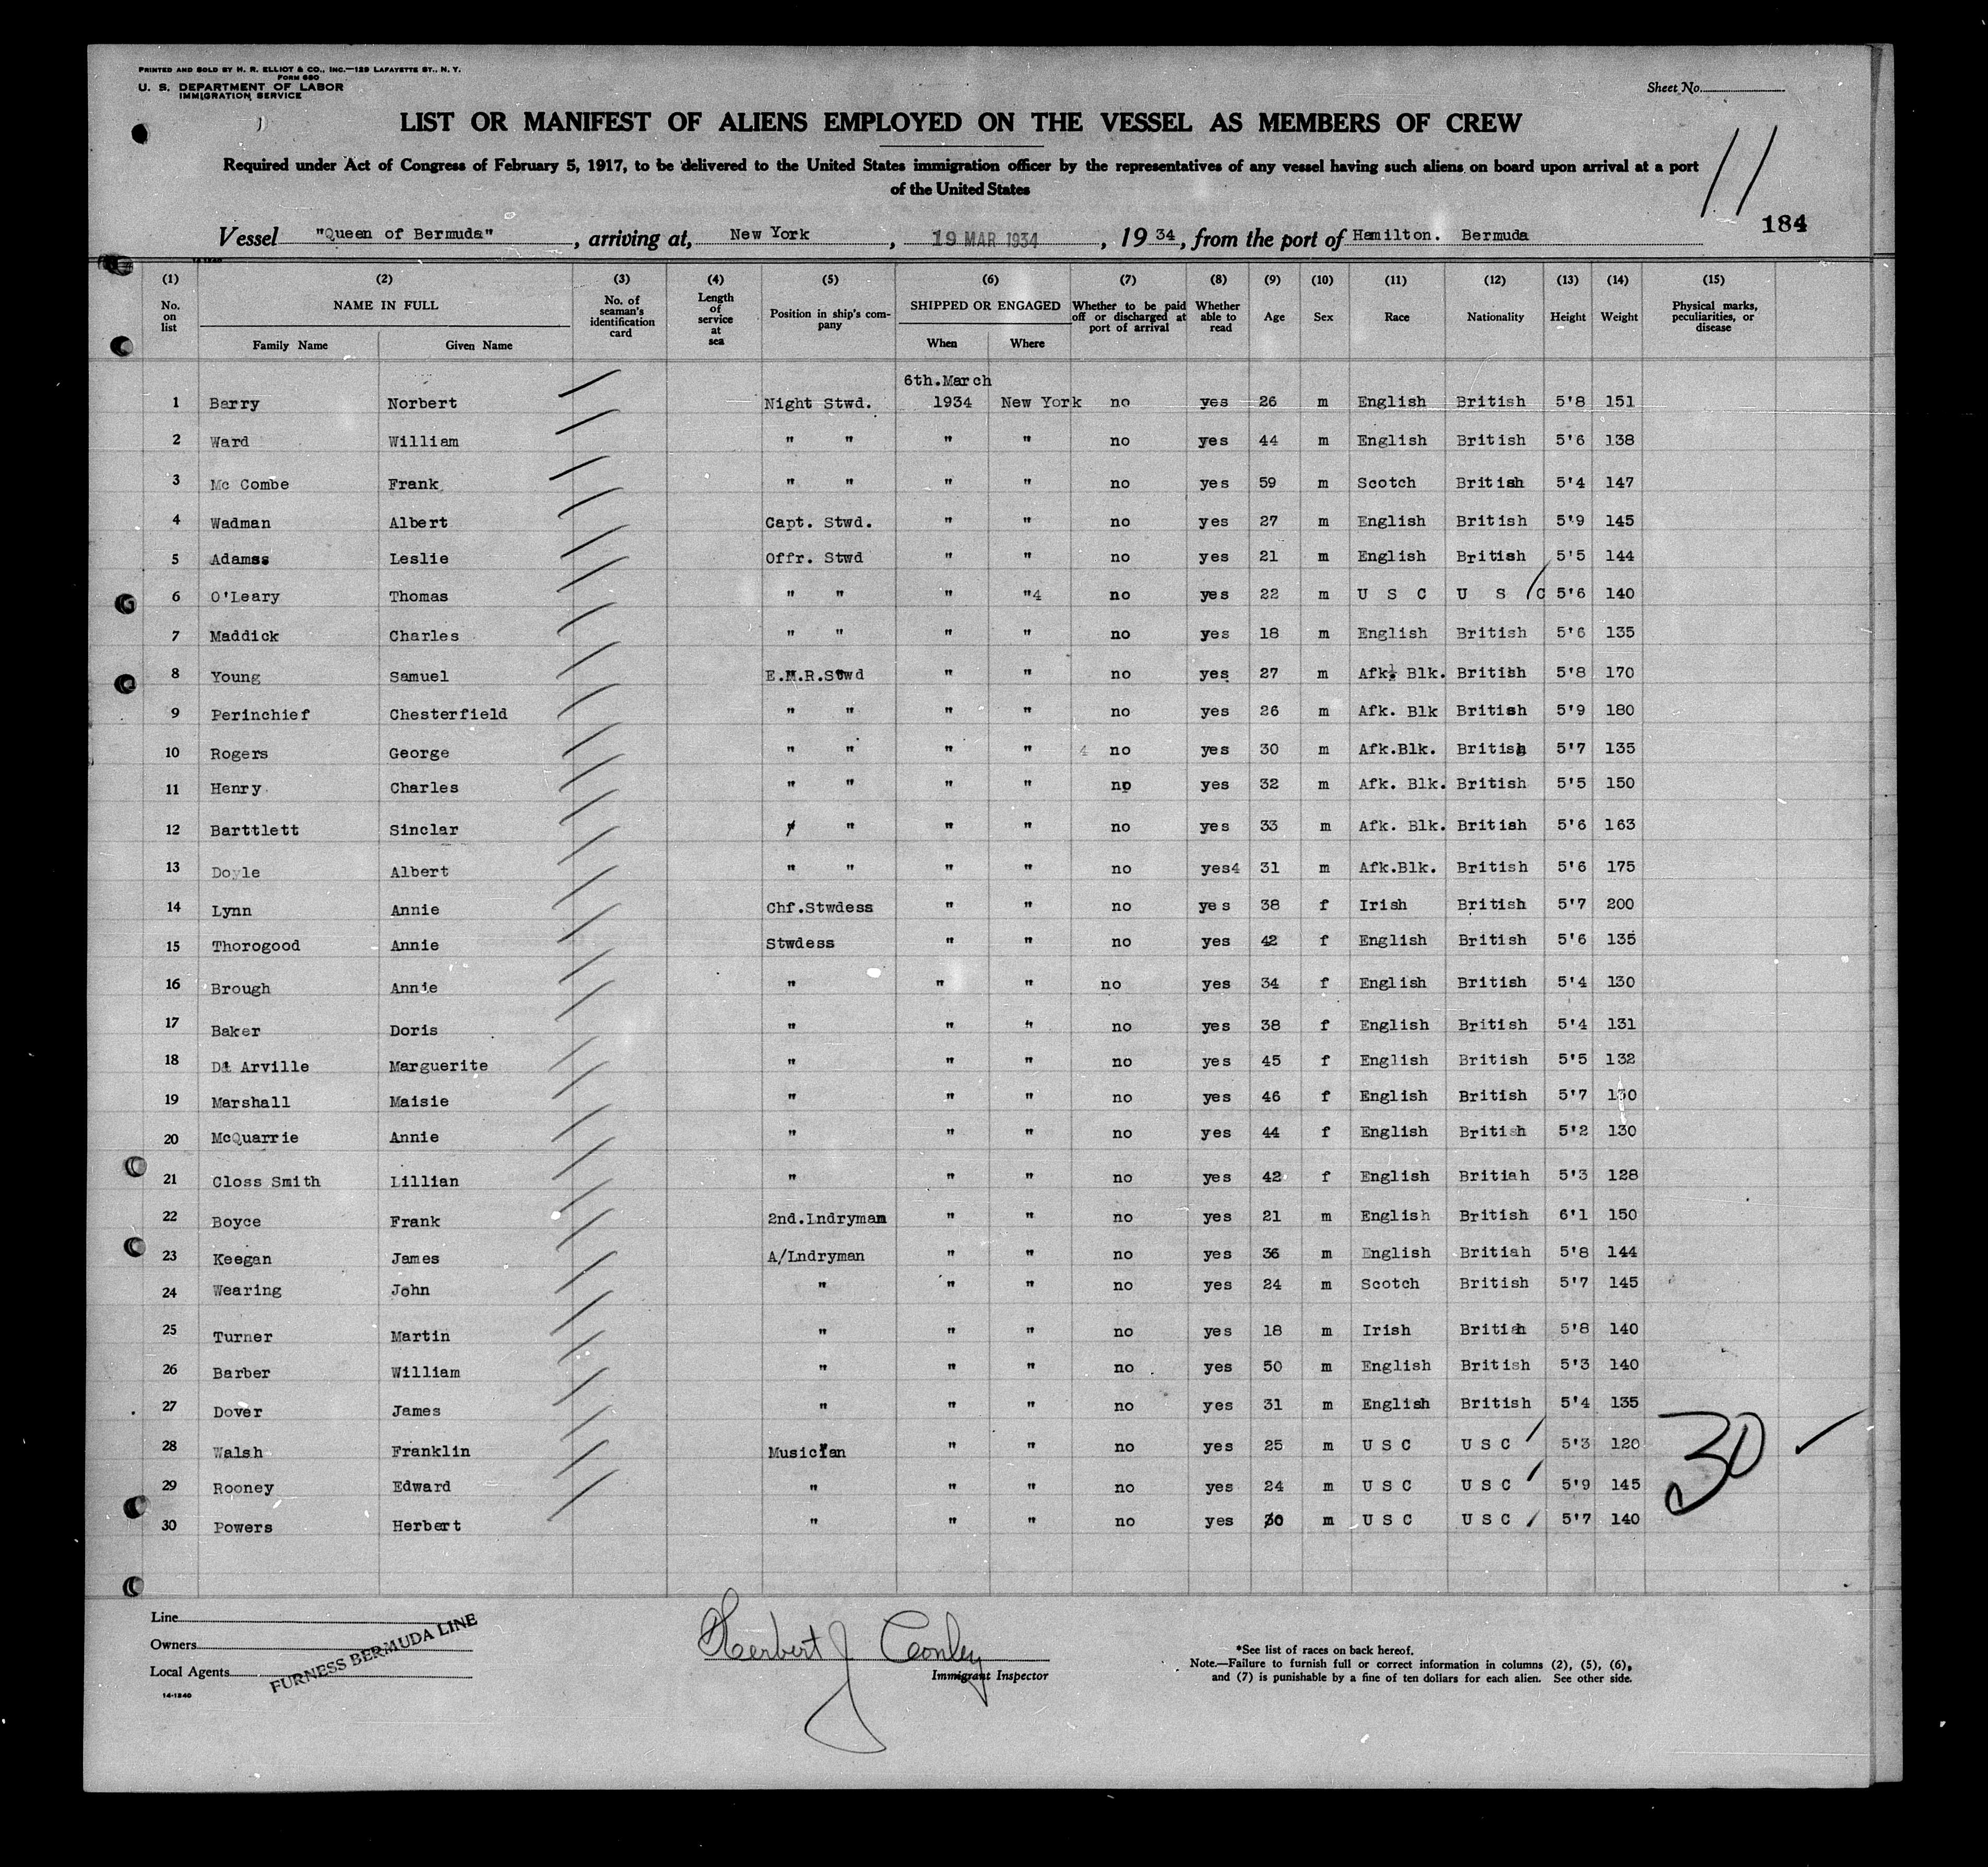 PRINTED AND SOLD BY H. R. ELLIOT & CO., INC.—129 LAFAYETTE ST., N. Y.
FORM 680
U. S. DEPARTMENT OF LABOR
IMMIGRATION SERVICE
Sheet No.
LIST OR MANIFEST OF ALIENS EMPLOYED ON THE VESSEL AS MEMBERS OF CREW
Required under Act of Congress of February 5, 1917, to be delivered to the United States immigration officer by the representatives of any vessel having such aliens on board upon arrival at a port
of the United States
11
184
Vessel "Queen of Bermuda", arriving at, New York, 19 MAR 1934, 1934, from the port of Hamilton. Bermuda
(1) (2) (3) (4) (5) (6) (7) (8) (9) (10) (11) (12) (13) (14) (15)
No. on list NAME IN FULL Family Name Given Name No. of seaman's identification card Length of service at sea Position in ship's company SHIPPED OR ENGAGED When Where Whether to be paid off or discharged at port of arrival Whether able to read Age Sex Race Nationality Height Weight Physical marks, peculiarities, or disease
6th.March
1 Barry Norbert Night Stwd. 1934 New York no yes 26 m English British 5'8 151
2 Ward William " " " " no yes 44 m English British 5'6 138
3 Mc Combe Frank " " " " no yes 59 m Scotch British 5'4 147
4 Wadman Albert Capt. Stwd. " " no yes 27 m English British 5'9 145
5 Adamss Leslie Offr. Stwd " " no yes 21 m English British 5'5 144
6 O'Leary Thomas " " " "4 no yes 22 m U S C U S C 5'6 140
7 Maddick Charles " " " " no yes 18 m English British 5'6 135
8 Young Samuel E.M.R.Stwd " " no yes 27 m Afk. Blk. British 5'8 170
9 Perinchief Chesterfield " " " " no yes 26 m Afk. Blk British 5'9 180
10 Rogers George " " " " 4 no yes 30 m Afk.Blk. British 5'7 135
11 Henry Charles " " " " no yes 32 m Afk. Blk. British 5'5 150
12 Barttlett Sinclar " " " " no yes 33 m Afk. Blk. British 5'6 163
13 Doyle Albert " " " " no yes4 31 m Afk.Blk. British 5'6 175
14 Lynn Annie Chf.Stwdess " " no yes 38 f Irish British 5'7 200
15 Thorogood Annie Stwdess " " no yes 42 f English British 5'6 135
16 Brough Annie " " " no yes 34 f English British 5'4 130
17 Baker Doris " " " no yes 38 f English British 5'4 131
18 Arville Marguerite " " " no yes 45 f English British 5'5 132
19 Marshall Maisie " " " no yes 46 f English British 5'7 130
20 McQuarrie Annie " " " no yes 44 f English British 5'2 130
21 Closs Smith Lillian " " " no yes 42 f English Britiah 5'3 128
22 Boyce Frank 2nd.lndryman " " no yes 21 m English British 6'1 150
23 Keegan James A/Lndryman " " no yes 36 m English Britiah 5'8 144
24 Wearing John " " " no yes 24 m Scotch British 5'7 145
25 Turner Martin " " " no yes 18 m Irish British 5'8 140
26 Barber William " " " no yes 50 m English British 5'3 140
27 Dover James " " " no yes 31 m English British 5'4 135
28 Walsh Franklin Musician " " no yes 25 m U S C U S C 5'3 120
29 Rooney Edward " " " no yes 24 m U S C U S C 5'9 145
30 Powers Herbert " " " no yes 30 m U S C U S C 5'7 140
30
Line
Owners
Local Agents
FURNESS BERMUDA LINE
14-1240
Herbert J Conley
Immigrant Inspector
*See list of races on back hereof.
Note.—Failure to furnish full or correct information in columns (2), (5), (6),
and (7) is punishable by a fine of ten dollars for each alien. See other side.